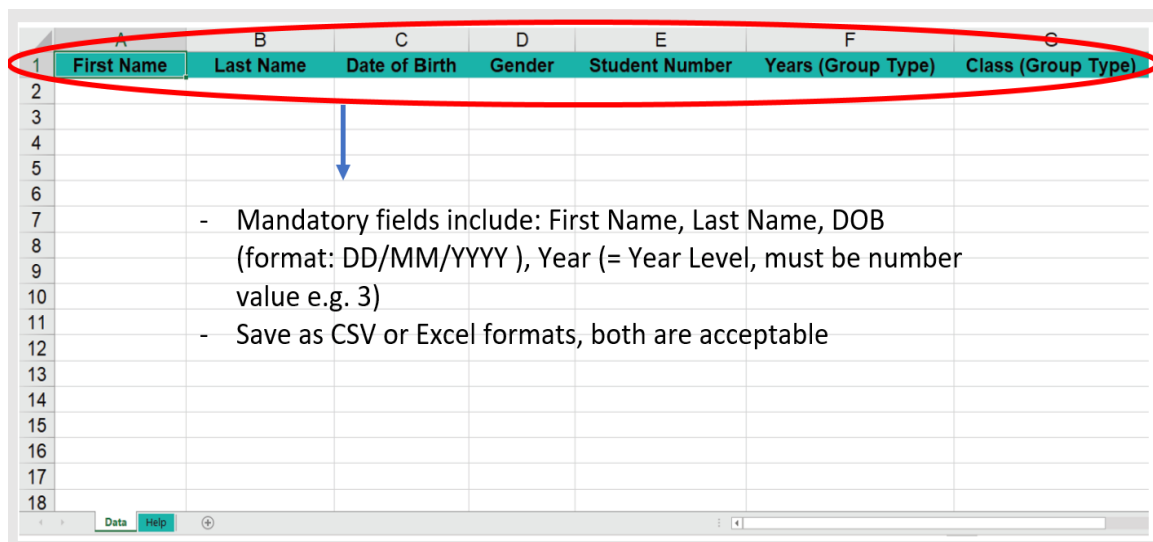 A B C D E F G
1 First Name Last Name Date of Birth Gender Student Number Years (Group Type) Class (Group Type)
2
3
4
5
6
7 - Mandatory fields include: First Name, Last Name, DOB
8 (format: DD/MM/YYYY ), Year (= Year Level, must be number
9
10 value e.g. 3)
11 - Save as CSV or Excel formats, both are acceptable
12
13
14
15
16
17
18
Data Help